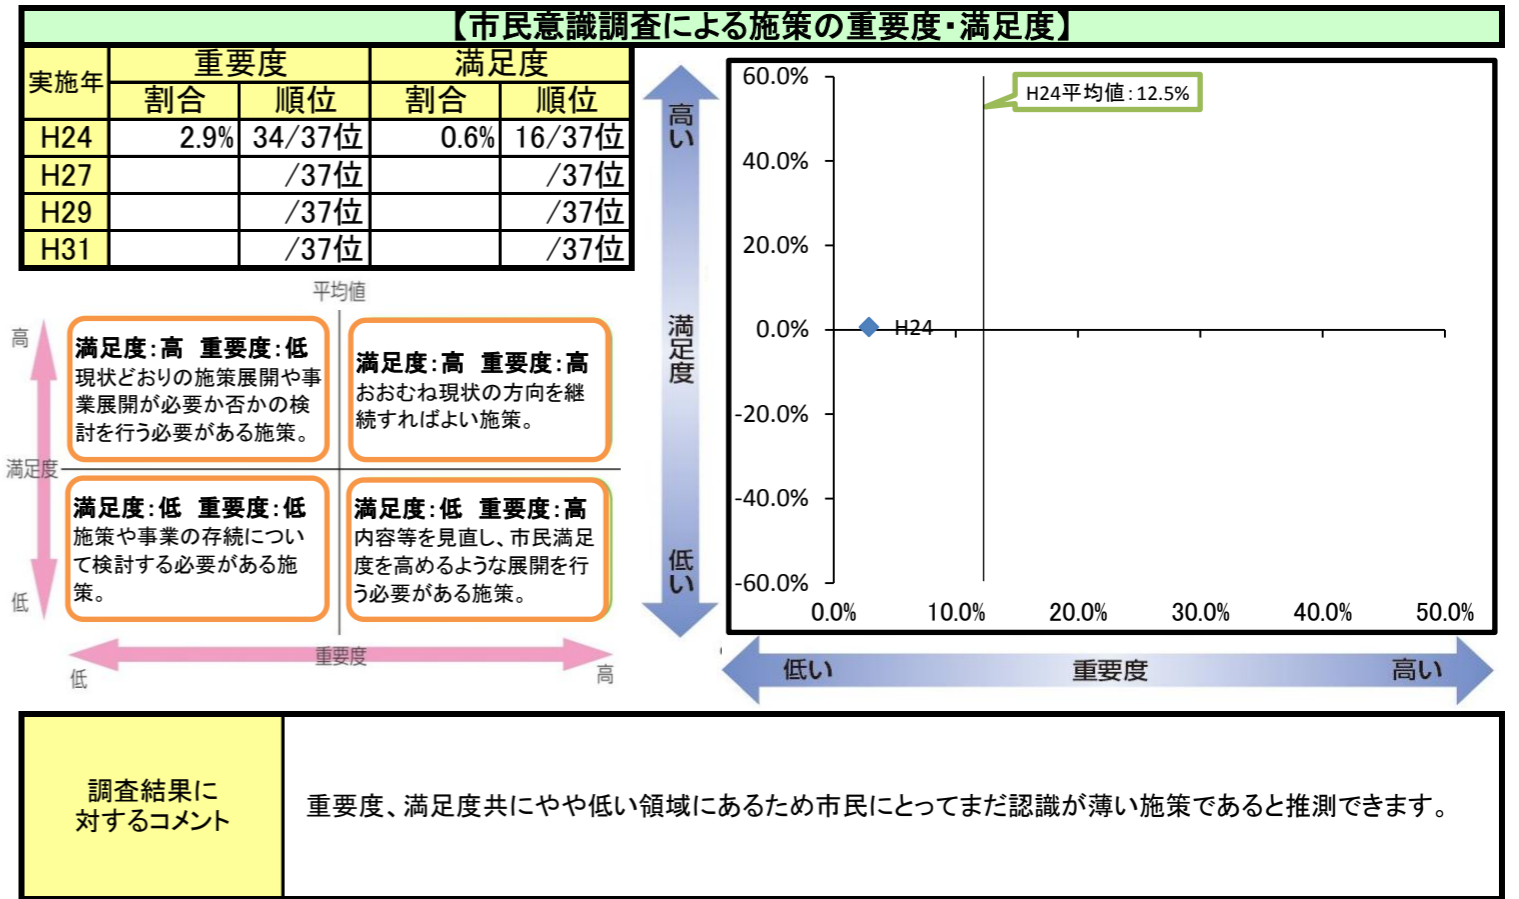 【市民意識調査による施策の重要度･満足度】
実施年 重要度 満足度
割合 順位 割合 順位
H24 2.9% 34/37位 0.6% 16/37位
H27 /37位 /37位
H29 /37位 /37位
H31 /37位 /37位
平均値
高
満足度
低
満足度：高 重要度：低
現状どおりの施策展開や事
業展開が必要か否かの検
討を行う必要がある施策。
満足度：高 重要度：高
おおむね現状の方向を継
続すればよい施策。
満足度：低 重要度：低
施策や事業の存続につい
て検討する必要がある施
策。
満足度：低 重要度：高
内容等を見直し、市民満足
度を高めるような展開を行
う必要がある施策。
低 重要度 高
高い
満足度
低い
60.0%
40.0%
20.0%
0.0%
-20.0%
-40.0%
-60.0%
H24平均値：12.5%
H24
0.0% 10.0% 20.0% 30.0% 40.0% 50.0%
低い 重要度 高い
調査結果に
対するコメント
重要度、満足度共にやや低い領域にあるため市民にとってまだ認識が薄い施策であると推測できます。